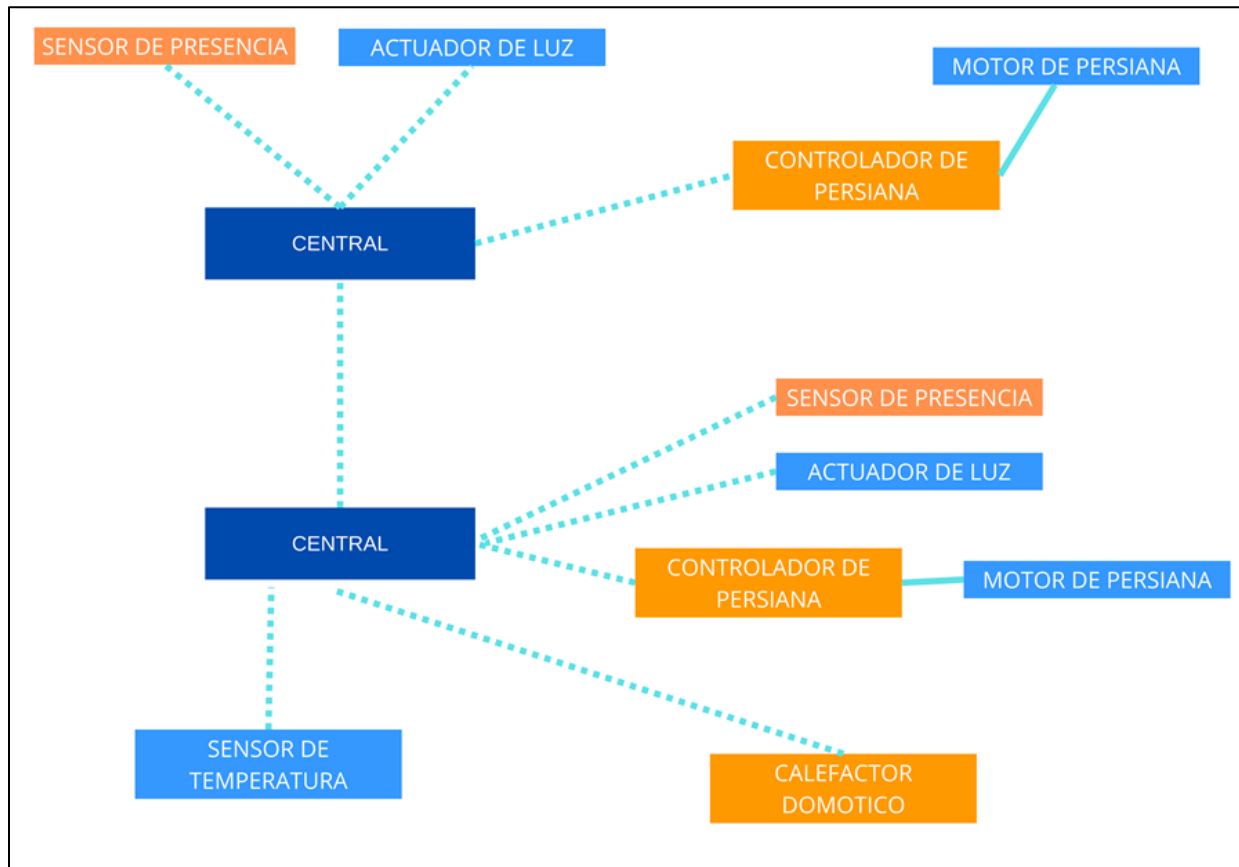 SENSOR DE PRESENCIA
ACTUADOR DE LUZ
MOTOR DE PERSIANA
CONTROLADOR DE
PERSIANA
CENTRAL
SENSOR DE PRESENCIA
ACTUADOR DE LUZ
CENTRAL
CONTROLADOR DE
PERSIANA
MOTOR DE PERSIANA
SENSOR DE
TEMPERATURA
CALEFACTOR
DOMOTICO